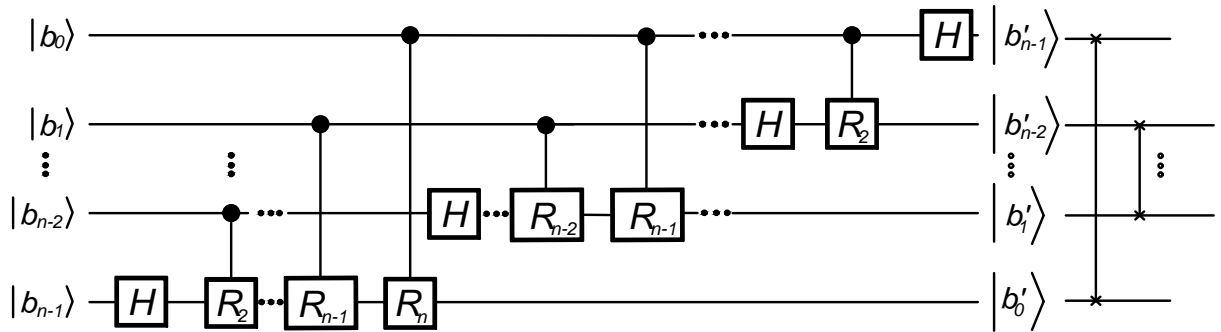 |b₀⟩ H |b′ₙ₋₁⟩
|b₁⟩ H R₂ |b′ₙ₋₂⟩
|bₙ₋₂⟩ H Rₙ₋₂ Rₙ₋₁ |b′₁⟩
|bₙ₋₁⟩ H R₂ Rₙ₋₁ Rₙ |b′₀⟩